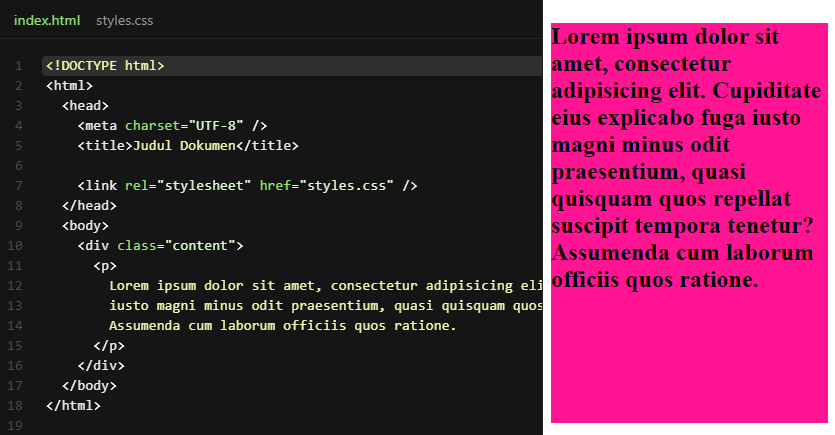 index.html styles.css
1 <!DOCTYPE html>
2 <html>
3 <head>
4 <meta charset="UTF-8" />
5 <title>Judul Dokumen</title>
6
7 <link rel="stylesheet" href="styles.css" />
8 </head>
9 <body>
10 <div class="content">
11 <p>
12 Lorem ipsum dolor sit amet, consectetur adipisicing eli
13 iusto magni minus odit praesentium, quasi quisquam quos
14 Assumenda cum laborum officiis quos ratione.
15 </p>
16 </div>
17 </body>
18 </html>
19
Lorem ipsum dolor sit
amet, consectetur
adipisicing elit. Cupiditate
eius explicabo fuga iusto
magni minus odit
praesentium, quasi
quisquam quos repellat
suscipit tempora tenetur?
Assumenda cum laborum
officiis quos ratione.